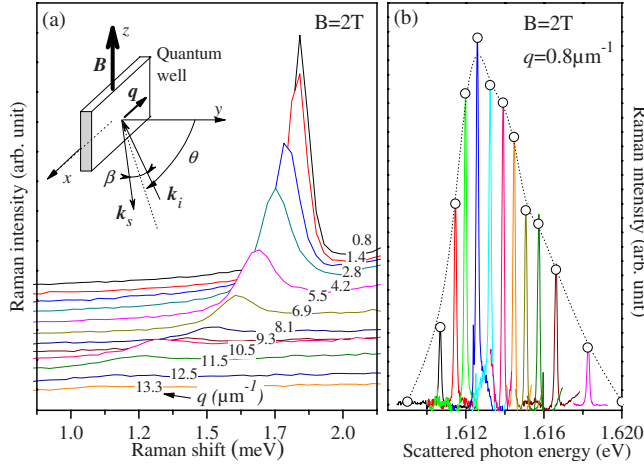 (a)
B=2T
z
B
Quantum
well
q
y
x
β
θ
k_s
k_i
Raman intensity (arb. unit)
0.8
1.4
2.8
4.2
5.5
6.9
8.1
9.3
10.5
11.5
12.5
13.3
q (μm⁻¹)
1.0
1.3
1.7
2.0
Raman shift (meV)
(b)
B=2T
q=0.8μm⁻¹
Raman intensity (arb. unit)
1.612
1.616
1.620
Scattered photon energy (eV)